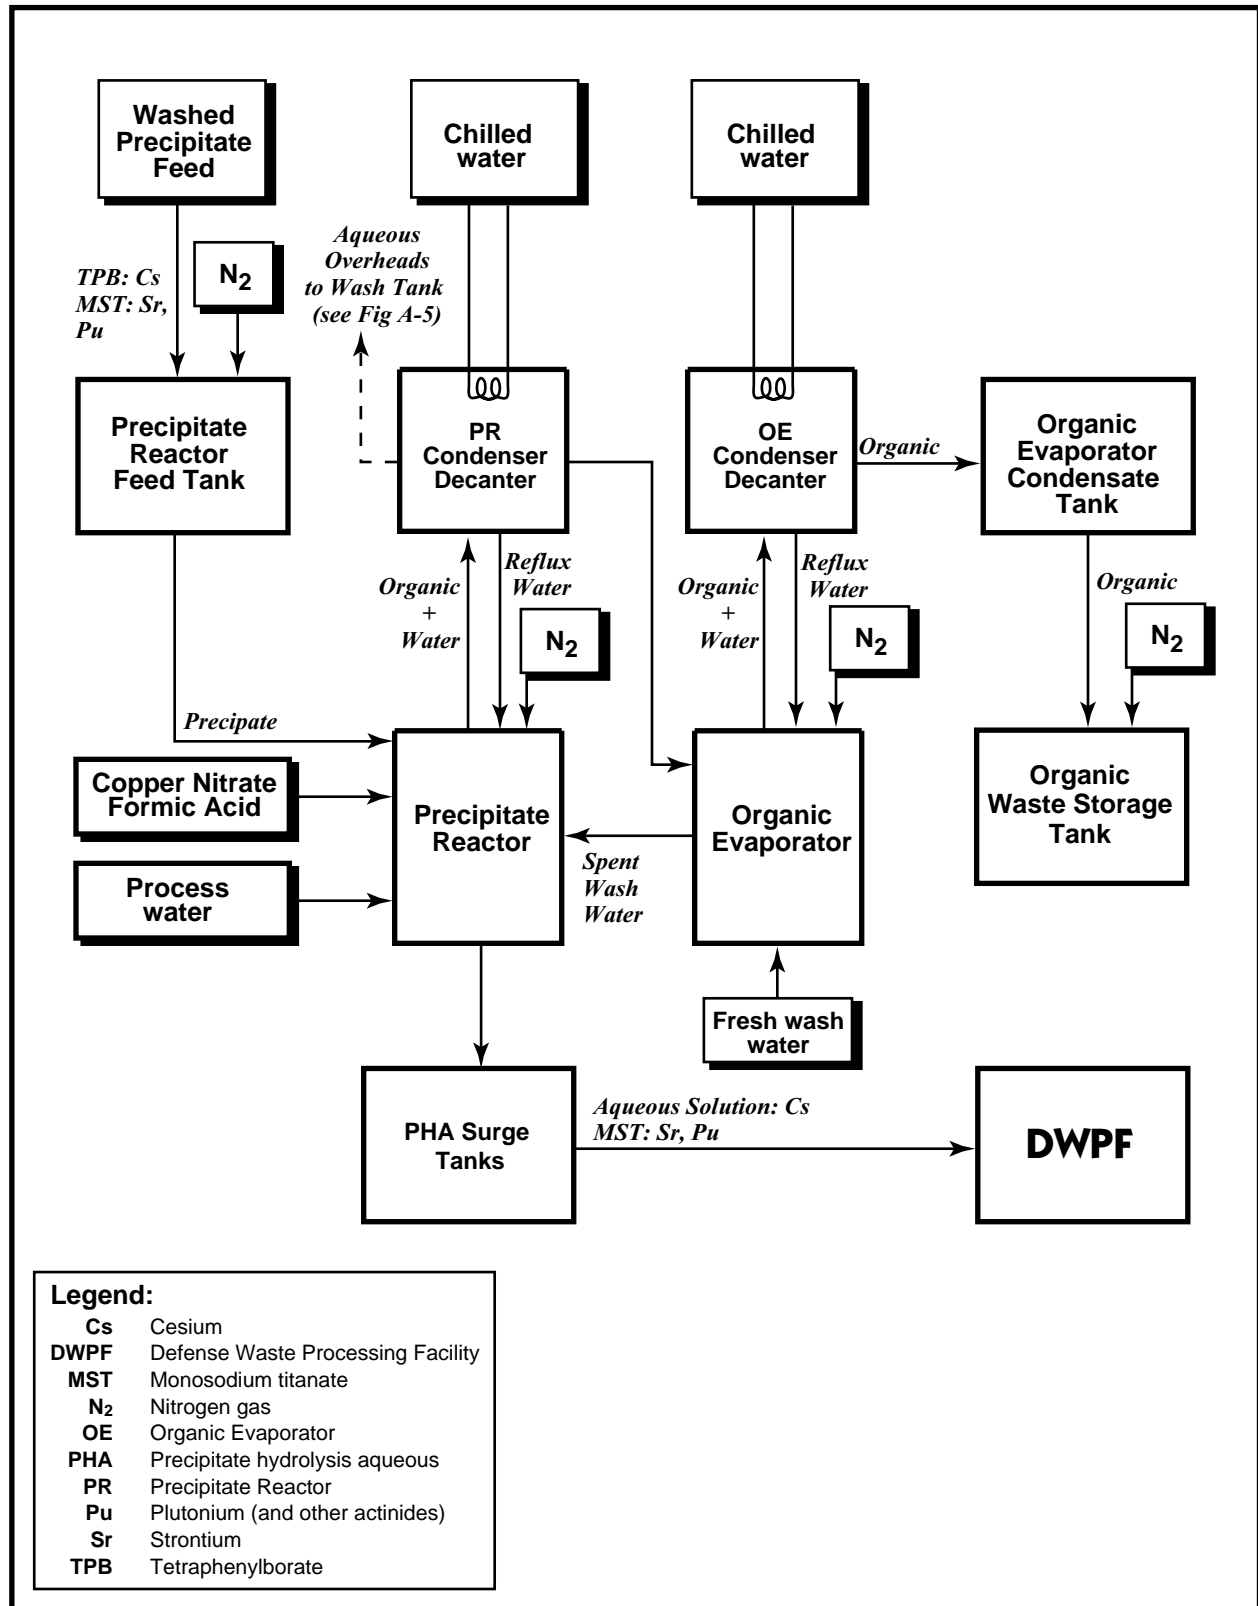 Washed
Precipitate
Feed
Chilled
water
Chilled
water
TPB: Cs
MST: Sr,
Pu
N2
Aqueous
Overheads
to Wash Tank
(see Fig A-5)
Precipitate
Reactor
Feed Tank
PR
Condenser
Decanter
OE
Condenser
Decanter
Organic
Organic
Evaporator
Condensate
Tank
Organic
+
Water
Reflux
Water
N2
Organic
+
Water
Reflux
Water
N2
Organic
N2
Precipate
Copper Nitrate
Formic Acid
Process
water
Precipitate
Reactor
Spent
Wash
Water
Organic
Evaporator
Organic
Waste Storage
Tank
Fresh wash
water
PHA Surge
Tanks
Aqueous Solution: Cs
MST: Sr, Pu
DWPF
Legend:
Cs Cesium
DWPF Defense Waste Processing Facility
MST Monosodium titanate
N2 Nitrogen gas
OE Organic Evaporator
PHA Precipitate hydrolysis aqueous
PR Precipitate Reactor
Pu Plutonium (and other actinides)
Sr Strontium
TPB Tetraphenylborate